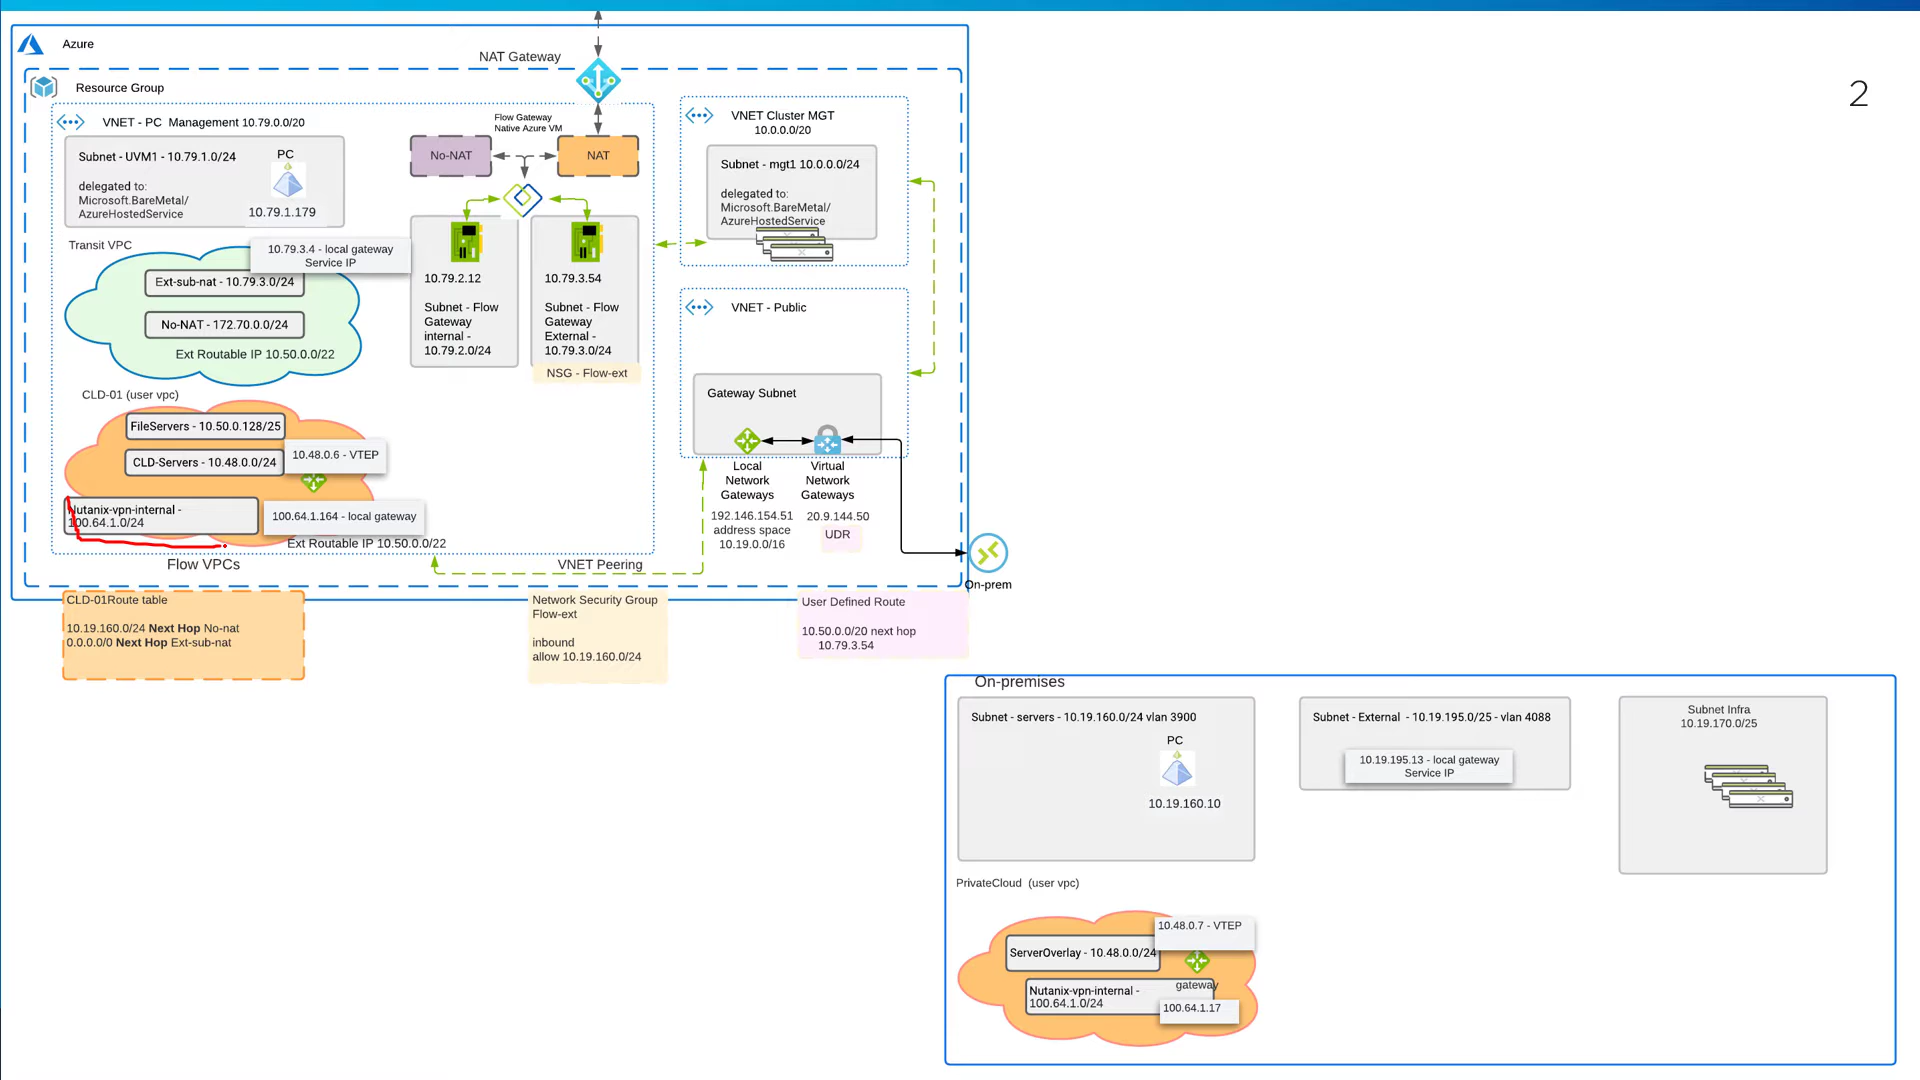 2
Azure
NAT Gateway
Resource Group
VNET - PC  Management 10.79.0.0/20
Subnet - UVM1 - 10.79.1.0/24
PC
delegated to:
Microsoft.BareMetal/
AzureHostedService
10.79.1.179
Flow Gateway
Native Azure VM
No-NAT
NAT
10.79.2.12
Subnet - Flow
Gateway
internal -
10.79.2.0/24
10.79.3.54
Subnet - Flow
Gateway
External -
10.79.3.0/24
NSG - Flow-ext
Transit VPC
10.79.3.4 - local gateway
Service IP
Ext-sub-nat - 10.79.3.0/24
No-NAT - 172.70.0.0/24
Ext Routable IP 10.50.0.0/22
CLD-01 (user vpc)
FileServers - 10.50.0.128/25
CLD-Servers - 10.48.0.0/24
10.48.0.6 - VTEP
Nutanix-vpn-internal -
100.64.1.0/24
100.64.1.164 - local gateway
Ext Routable IP 10.50.0.0/22
Flow VPCs
VNET Cluster MGT
10.0.0.0/20
Subnet - mgt1 10.0.0.0/24
delegated to:
Microsoft.BareMetal/
AzureHostedService
VNET - Public
Gateway Subnet
Local
Network
Gateways
192.146.154.51
address space
10.19.0.0/16
Virtual
Network
Gateways
20.9.144.50
UDR
VNET Peering
On-prem
CLD-01Route table
10.19.160.0/24 Next Hop No-nat
0.0.0.0/0 Next Hop Ext-sub-nat
Network Security Group
Flow-ext
inbound
allow 10.19.160.0/24
User Defined Route
10.50.0.0/20 next hop
10.79.3.54
On-premises
Subnet - servers - 10.19.160.0/24 vlan 3900
PC
10.19.160.10
Subnet - External  - 10.19.195.0/25 - vlan 4088
10.19.195.13 - local gateway
Service IP
Subnet Infra
10.19.170.0/25
PrivateCloud  (user vpc)
10.48.0.7 - VTEP
ServerOverlay - 10.48.0.0/24
gateway
Nutanix-vpn-internal -
100.64.1.0/24
100.64.1.17